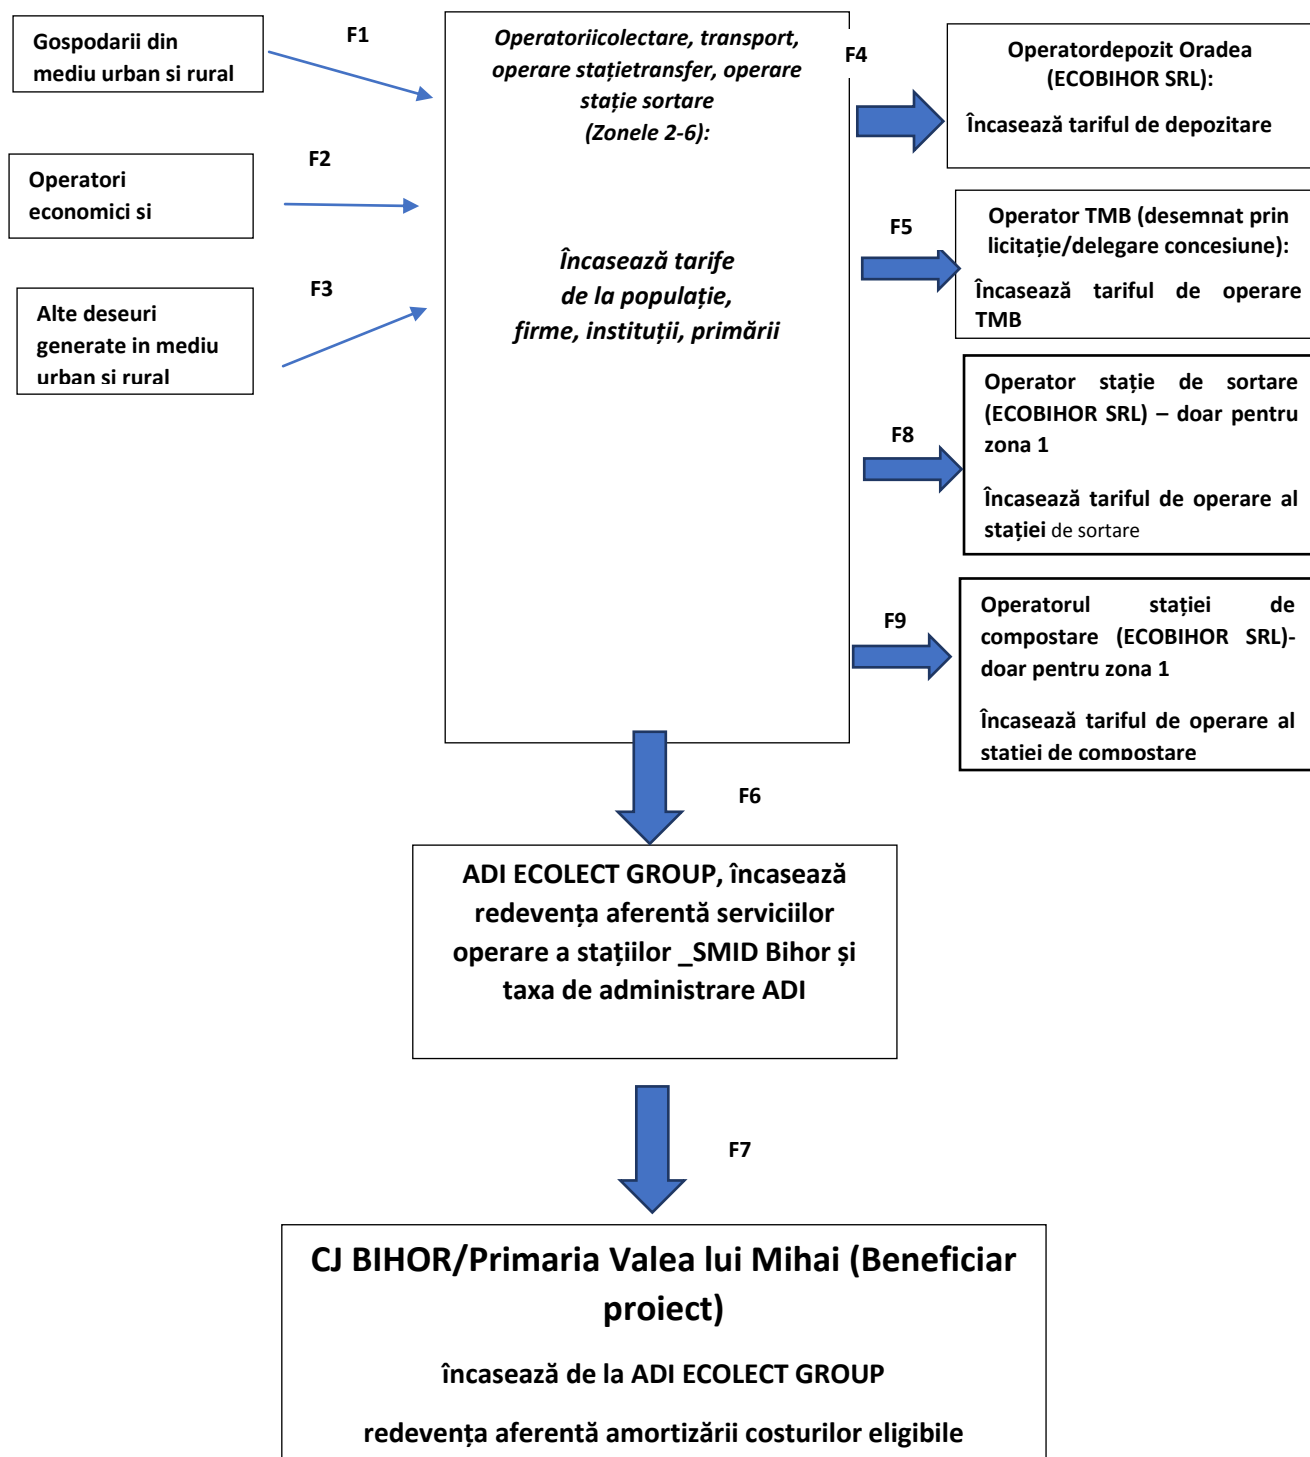 Gospodarii din
mediu urban si rural
F1
Operatori
economici si
F2
Alte deseuri
generate in mediu
urban si rural
F3
Operatoriicolectare, transport,
operare stațietransfer, operare
stație sortare
(Zonele 2-6):
Încasează tarife
de la populație,
firme, instituții, primării
F4
Operatordepozit Oradea
(ECOBIHOR SRL):
Încasează tariful de depozitare
F5
Operator TMB (desemnat prin
licitație/delegare concesiune):
Încasează tariful de operare
TMB
F8
Operator stație de sortare
(ECOBIHOR SRL) – doar pentru
zona 1
Încasează tariful de operare al
stației de sortare
F9
Operatorul stației de
compostare (ECOBIHOR SRL)-
doar pentru zona 1
Încasează tariful de operare al
stației de compostare
F6
ADI ECOLECT GROUP, încasează
redevența aferentă serviciilor
operare a stațiilor _SMID Bihor și
taxa de administrare ADI
F7
CJ BIHOR/Primaria Valea lui Mihai (Beneficiar
proiect)
încasează de la ADI ECOLECT GROUP
redevența aferentă amortizării costurilor eligibile